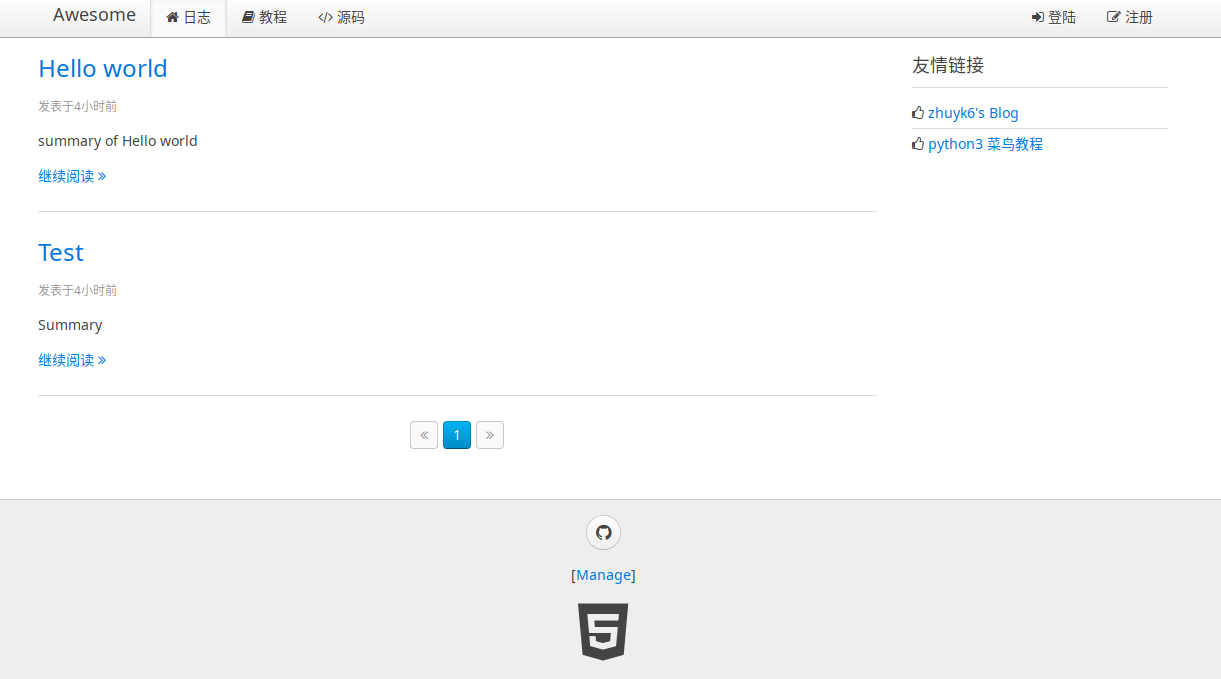 Awesome 日志 教程 源码 登陆 注册
Hello world
发表于4小时前
summary of Hello world
继续阅读 »
Test
发表于4小时前
Summary
继续阅读 »
« 1 »
友情链接
zhuyk6's Blog
python3 菜鸟教程
[Manage]